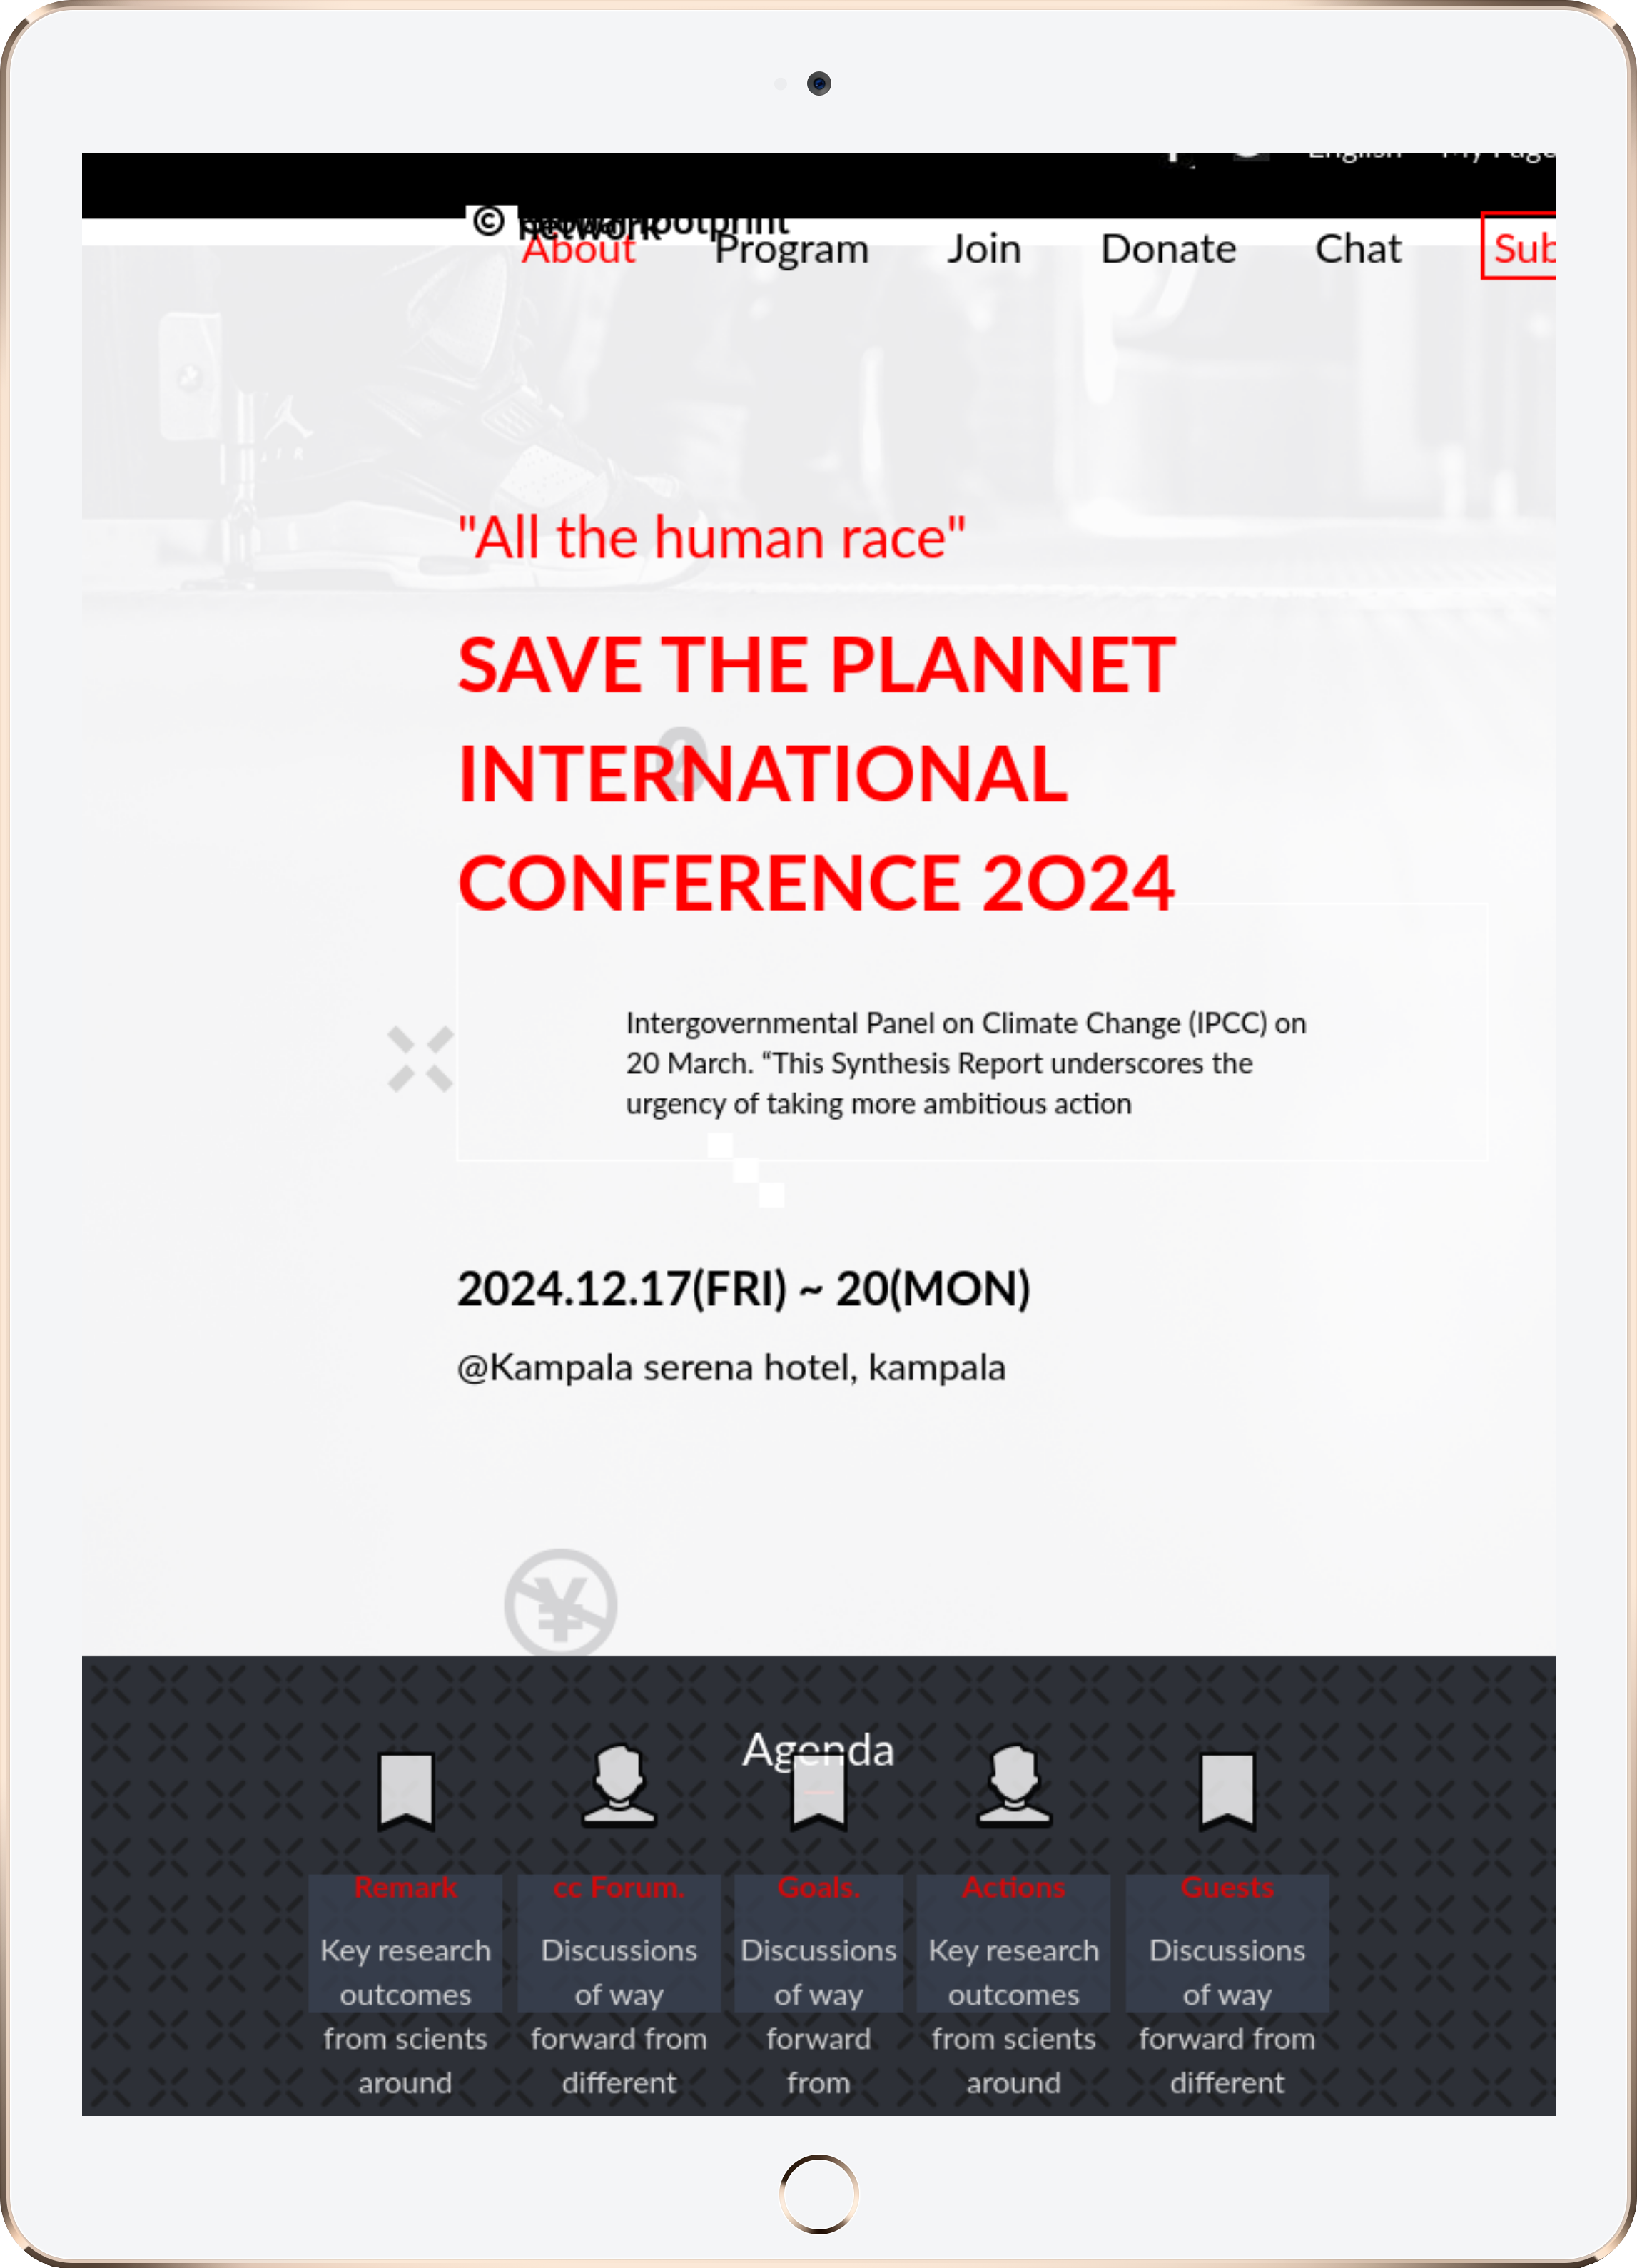 English My Page
©
network
footprint
About Program Join Donate Chat Sub
AIR
"All the human race"
SAVE THE PLANNET
INTERNATIONAL
CONFERENCE 2O24
Intergovernmental Panel on Climate Change (IPCC) on
20 March. “This Synthesis Report underscores the
urgency of taking more ambitious action
2024.12.17(FRI) ~ 20(MON)
@Kampala serena hotel, kampala
¥
Agenda
Remark
Key research
outcomes
from scients
around
cc Forum.
Discussions
of way
forward from
different
Goals.
Discussions
of way
forward
from
Actions
Key research
outcomes
from scients
around
Guests
Discussions
of way
forward from
different